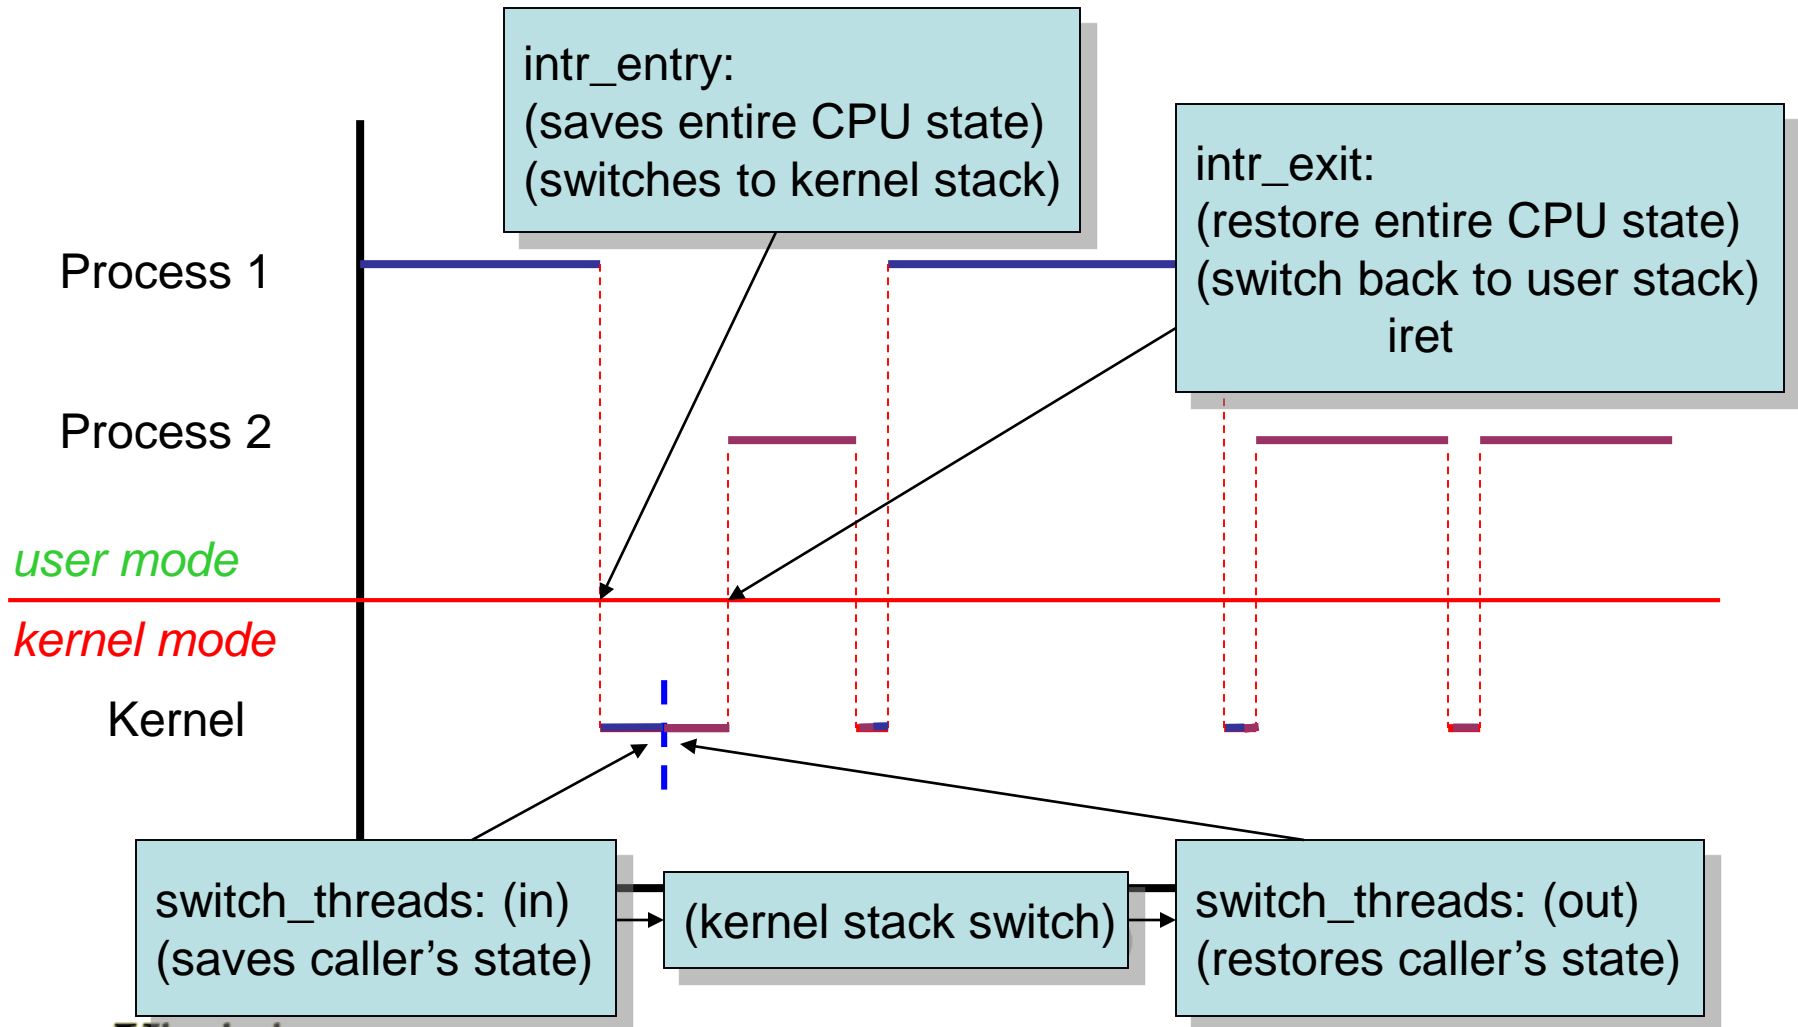 intr_entry:
(saves entire CPU state)
(switches to kernel stack)
intr_exit:
(restore entire CPU state)
(switch back to user stack)
iret
Process 1
Process 2
user mode
kernel mode
Kernel
switch_threads: (in)
(saves caller’s state)
(kernel stack switch)
switch_threads: (out)
(restores caller’s state)